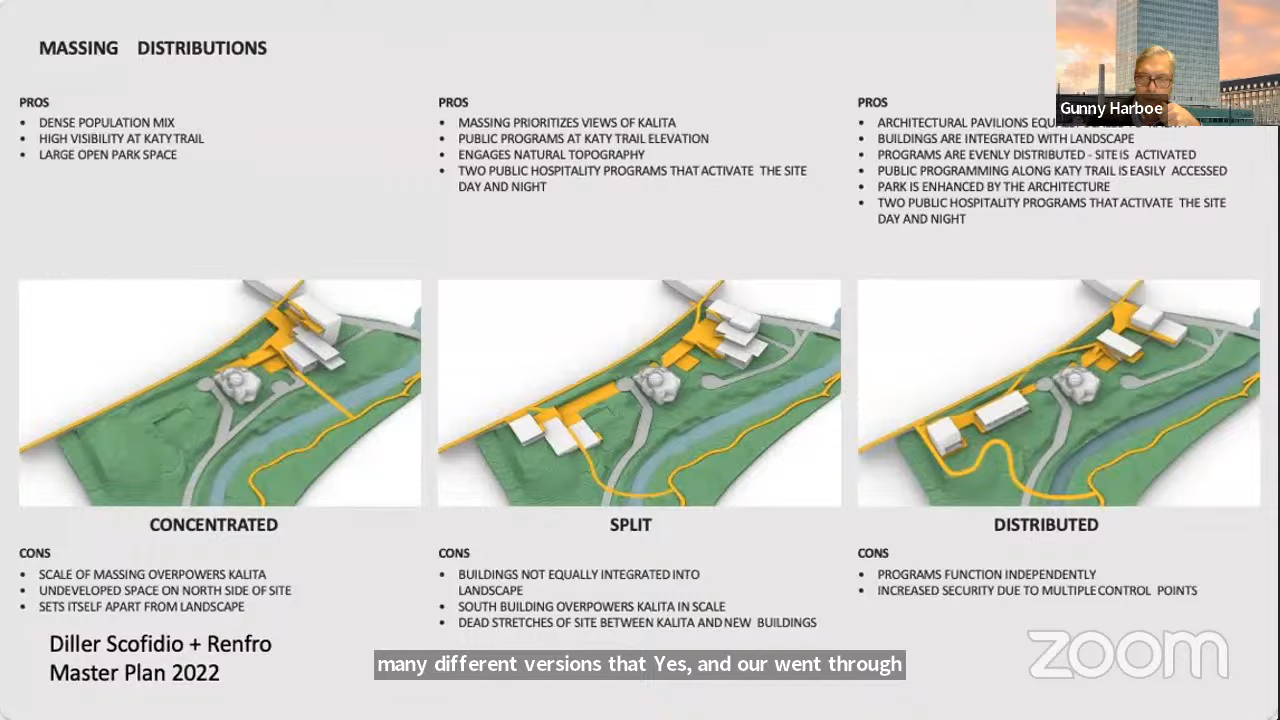 MASSING DISTRIBUTIONS
Gunny Harboe
PROS
DENSE POPULATION MIX
HIGH VISIBILITY AT KATY TRAIL
LARGE OPEN PARK SPACE
PROS
MASSING PRIORITIZES VIEWS OF KALITA
PUBLIC PROGRAMS AT KATY TRAIL ELEVATION
ENGAGES NATURAL TOPOGRAPHY
TWO PUBLIC HOSPITALITY PROGRAMS THAT ACTIVATE THE SITE
DAY AND NIGHT
PROS
ARCHITECTURAL PAVILIONS
BUILDINGS ARE INTEGRATED WITH LANDSCAPE
PROGRAMS ARE EVENLY DISTRIBUTED - SITE IS ACTIVATED
PUBLIC PROGRAMMING ALONG KATY TRAIL IS EASILY ACCESSED
PARK IS ENHANCED BY THE ARCHITECTURE
TWO PUBLIC HOSPITALITY PROGRAMS THAT ACTIVATE THE SITE
DAY AND NIGHT
CONCENTRATED
SPLIT
DISTRIBUTED
CONS
SCALE OF MASSING OVERPOWERS KALITA
UNDEVELOPED SPACE ON NORTH SIDE OF SITE
SETS ITSELF APART FROM LANDSCAPE
CONS
BUILDINGS NOT EQUALLY INTEGRATED INTO
LANDSCAPE
SOUTH BUILDING OVERPOWERS KALITA IN SCALE
DEAD STRETCHES OF SITE BETWEEN KALITA AND NEW BUILDINGS
CONS
PROGRAMS FUNCTION INDEPENDENTLY
INCREASED SECURITY DUE TO MULTIPLE CONTROL POINTS
Diller Scofidio + Renfro
Master Plan 2022
many different versions that Yes, and our went through
zoom